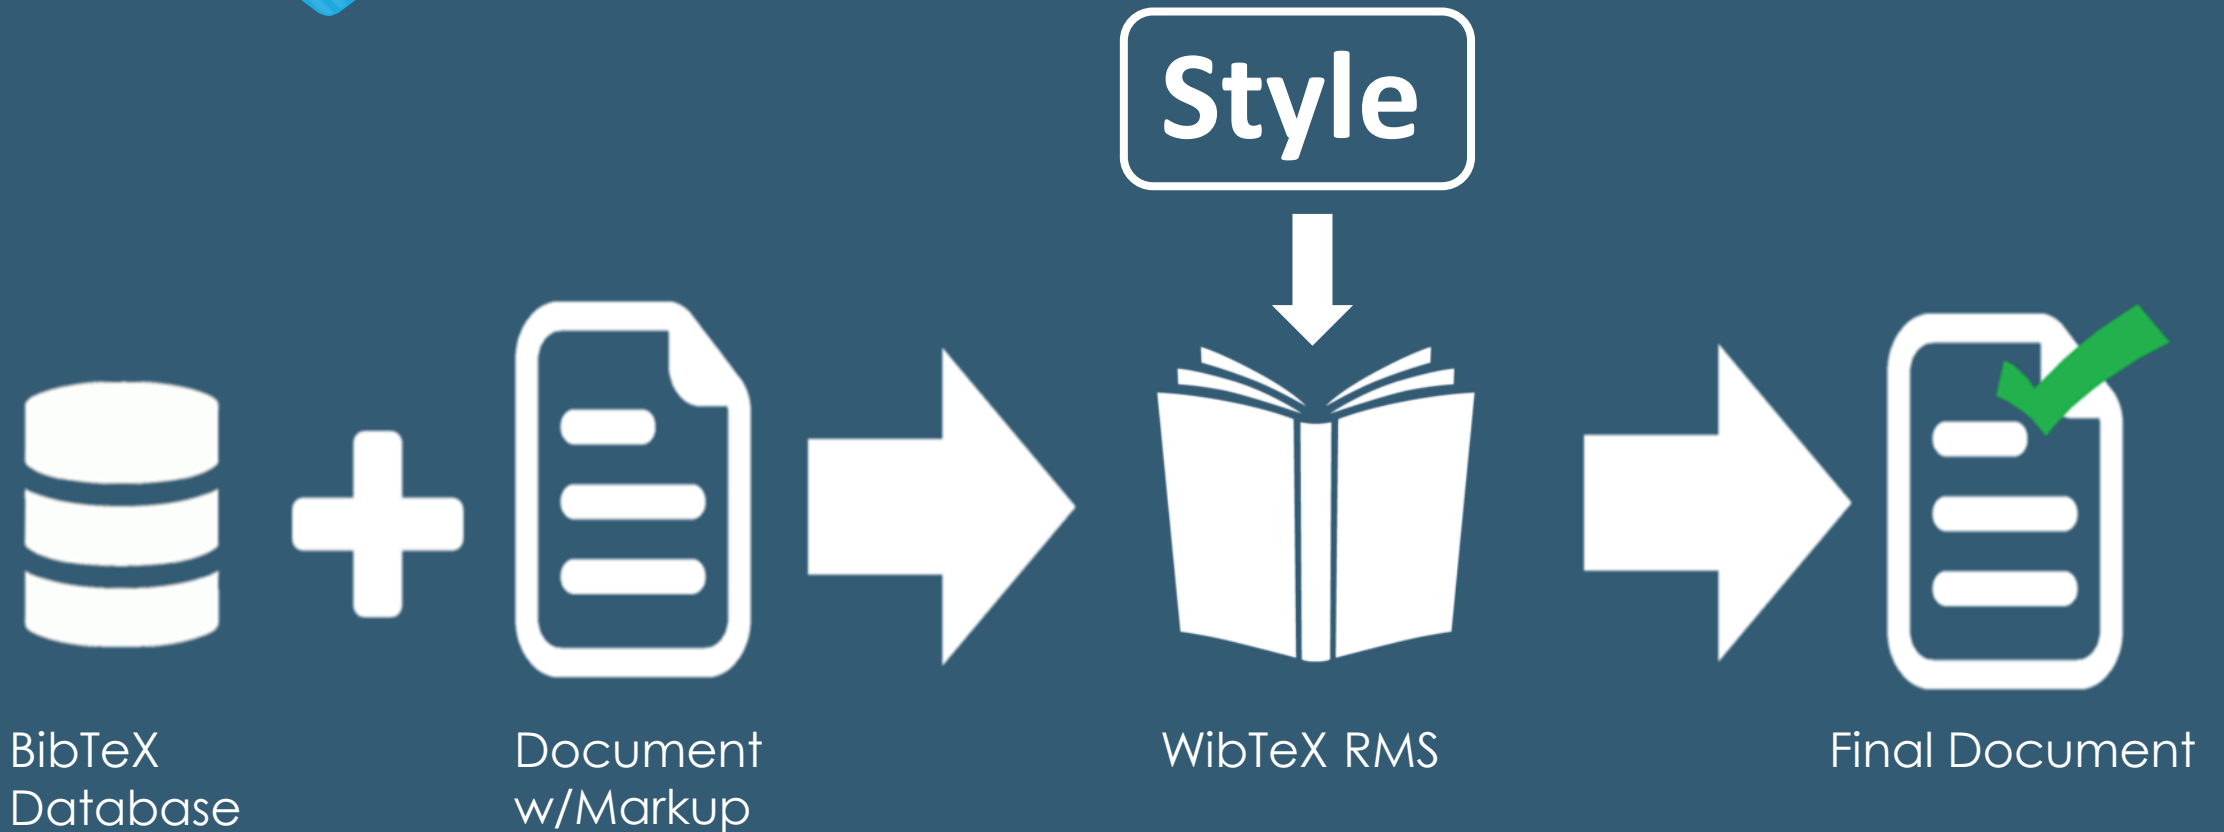 Style
BibTeX
Database
Document
w/Markup
WibTeX RMS
Final Document